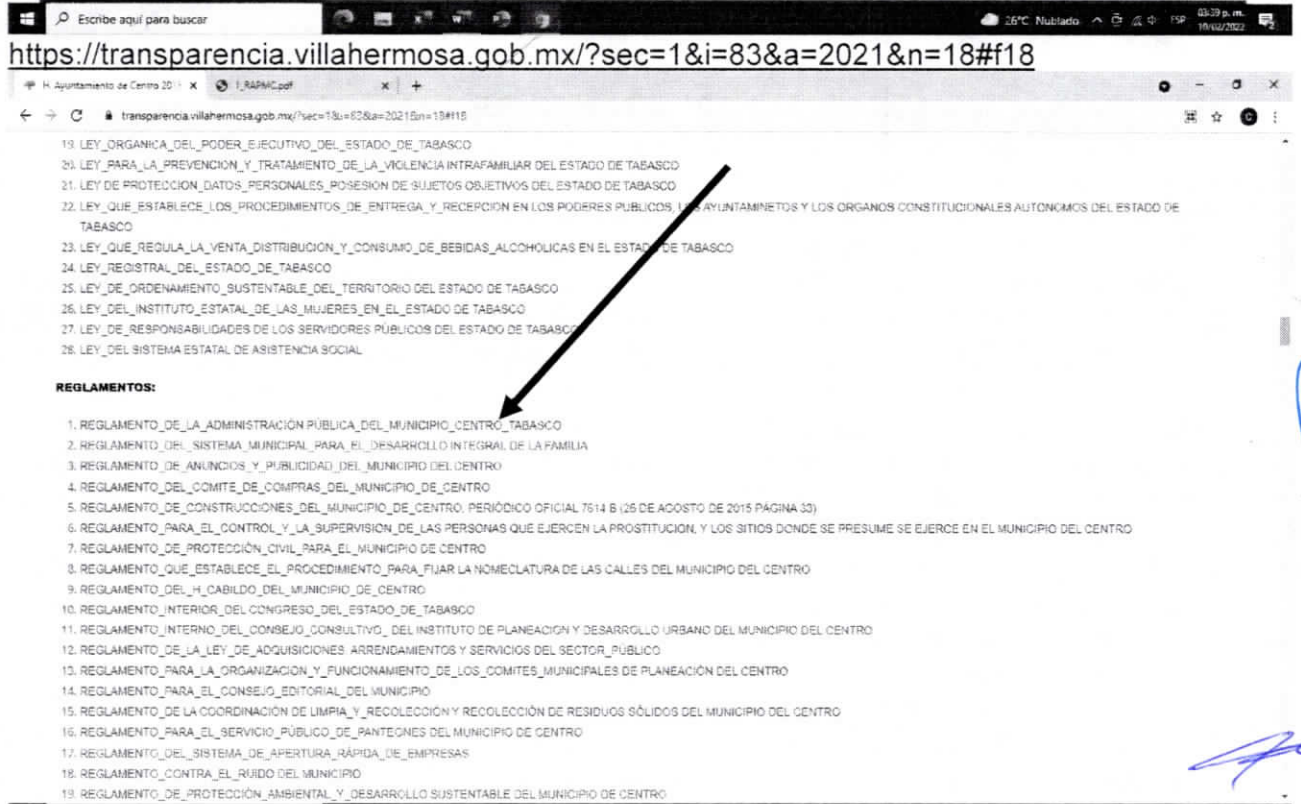 Escribe aquí para buscar
26°C Nublado ESP 03:39 p. m.
10/02/2022
https://transparencia.villahermosa.gob.mx/?sec=1&i=83&a=2021&n=18#f18
H. Ayuntamiento de Centro 20 1_RAPMC.pdf
transparencia.villahermosa.gob.mx/?sec=1&i=83&a=2021&n=18#f18
19. LEY_ORGANICA_DEL_PODER_EJECUTIVO_DEL_ESTADO_DE_TABASCO
20. LEY_PARA_LA_PREVENCION_Y_TRATAMIENTO_DE_LA_VIOLENCIA INTRAFAMILIAR DEL ESTADO DE TABASCO
21. LEY DE PROTECCION_DATOS_PERSONALES_POSESION DE SUJETOS OBJETIVOS DEL ESTADO DE TABASCO
22. LEY_QUE_ESTABLECE_LOS_PROCEDIMIENTOS_DE_ENTREGA_Y_RECEPCION EN LOS PODERES PUBLICOS, LOS AYUNTAMINETOS Y LOS ORGANOS CONSTITUCIONALES AUTONOMOS DEL ESTADO DE
TABASCO
23. LEY_QUE_REGULA_LA_VENTA_DISTRIBUCION_Y_CONSUMO_DE_BEBIDAS_ALCOHOLICAS EN EL ESTADO DE TABASCO
24. LEY_REGISTRAL_DEL_ESTADO_DE_TABASCO
25. LEY_DE_ORDENAMIENTO_SUSTENTABLE_DEL_TERRITORIO DEL ESTADO DE TABASCO
26. LEY_DEL_INSTITUTO_ESTATAL_DE_LAS_MUJERES_EN_EL_ESTADO DE TABASCO
27. LEY_DE_RESPONSABILIDADES DE LOS SERVIDORES PÚBLICOS DEL ESTADO DE TABASCO
28. LEY_DEL SISTEMA ESTATAL DE ASISTENCIA SOCIAL
REGLAMENTOS:
1. REGLAMENTO_DE_LA_ADMINISTRACIÓN PÚBLICA_DEL_MUNICIPIO_CENTRO_TABASCO
2. REGLAMENTO_DEL_SISTEMA_MUNICIPAL_PARA_EL_DESARROLLO INTEGRAL DE LA FAMILIA
3. REGLAMENTO_DE_ANUNCIOS_Y_PUBLICIDAD_DEL_MUNICIPIO DEL CENTRO
4. REGLAMENTO_DEL_COMITE_DE_COMPRAS_DEL_MUNICIPIO_DE_CENTRO
5. REGLAMENTO_DE_CONSTRUCCIONES_DEL_MUNICIPIO_DE_CENTRO, PERIÓDICO OFICIAL 7614 B (26 DE AGOSTO DE 2015 PÁGINA 33)
6. REGLAMENTO_PARA_EL_CONTROL_Y_LA_SUPERVISION_DE_LAS_PERSONAS QUE EJERCEN LA PROSTITUCION, Y LOS SITIOS DONDE SE PRESUME SE EJERCE EN EL MUNICIPIO DEL CENTRO
7. REGLAMENTO_DE_PROTECCIÓN_CIVIL_PARA_EL_MUNICIPIO DE CENTRO
8. REGLAMENTO_QUE_ESTABLECE_EL_PROCEDIMIENTO_PARA_FIJAR LA NOMECLATURA DE LAS CALLES DEL MUNICIPIO DEL CENTRO
9. REGLAMENTO_DEL_H_CABILDO_DEL_MUNICIPIO_DE_CENTRO
10. REGLAMENTO_INTERIOR_DEL CONGRESO_DEL_ESTADO_DE_TABASCO
11. REGLAMENTO_INTERNO_DEL_CONSEJO_CONSULTIVO_ DEL INSTITUTO DE PLANEACION Y DESARROLLO URBANO DEL MUNICIPIO DEL CENTRO
12. REGLAMENTO_DE_LA_LEY_DE_ADQUISICIONES, ARRENDAMIENTOS Y SERVICIOS DEL SECTOR_PÚBLICO
13. REGLAMENTO_PARA_LA_ORGANIZACION_Y_FUNCIONAMIENTO_DE_LOS_COMITES_MUNICIPALES DE PLANEACIÓN DEL CENTRO
14. REGLAMENTO_PARA_EL_CONSEJO_EDITORIAL_DEL MUNICIPIO
15. REGLAMENTO_DE LA COORDINACIÓN DE LIMPIA_Y_RECOLECCIÓN Y RECOLECCIÓN DE RESIDUOS SÓLIDOS DEL MUNICIPIO DEL CENTRO
16. REGLAMENTO_PARA_EL_SERVICIO_PÚBLICO_DE_PANTEONES DEL MUNICIPIO DE CENTRO
17. REGLAMENTO_DEL_SISTEMA_DE_APERTURA_RÁPIDA_DE_EMPRESAS
18. REGLAMENTO_CONTRA_EL_RUIDO DEL MUNICIPIO
19. REGLAMENTO_DE_PROTECCIÓN_AMBIENTAL_Y_DESARROLLO SUSTENTABLE DEL MUNICIPIO DE CENTRO